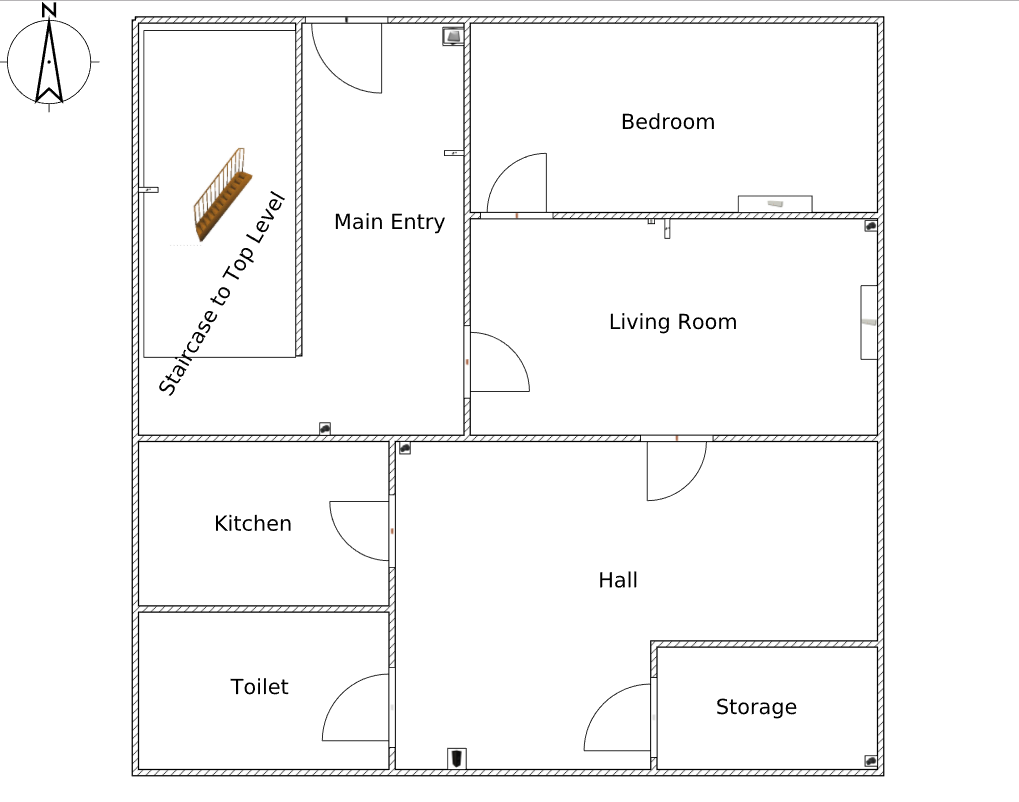 N
Bedroom
Main Entry
Staircase to Top Level
Living Room
Kitchen
Hall
Toilet
Storage